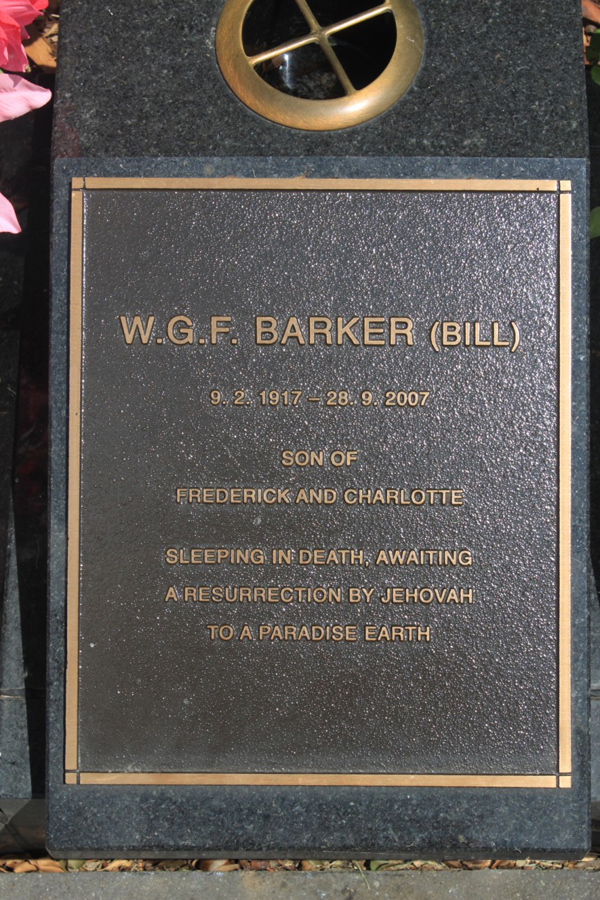 W.G.F. BARKER (BILL)
9. 2. 1917 – 28. 9. 2007
SON OF
FREDERICK AND CHARLOTTE
SLEEPING IN DEATH, AWAITING
A RESURRECTION BY JEHOVAH
TO A PARADISE EARTH